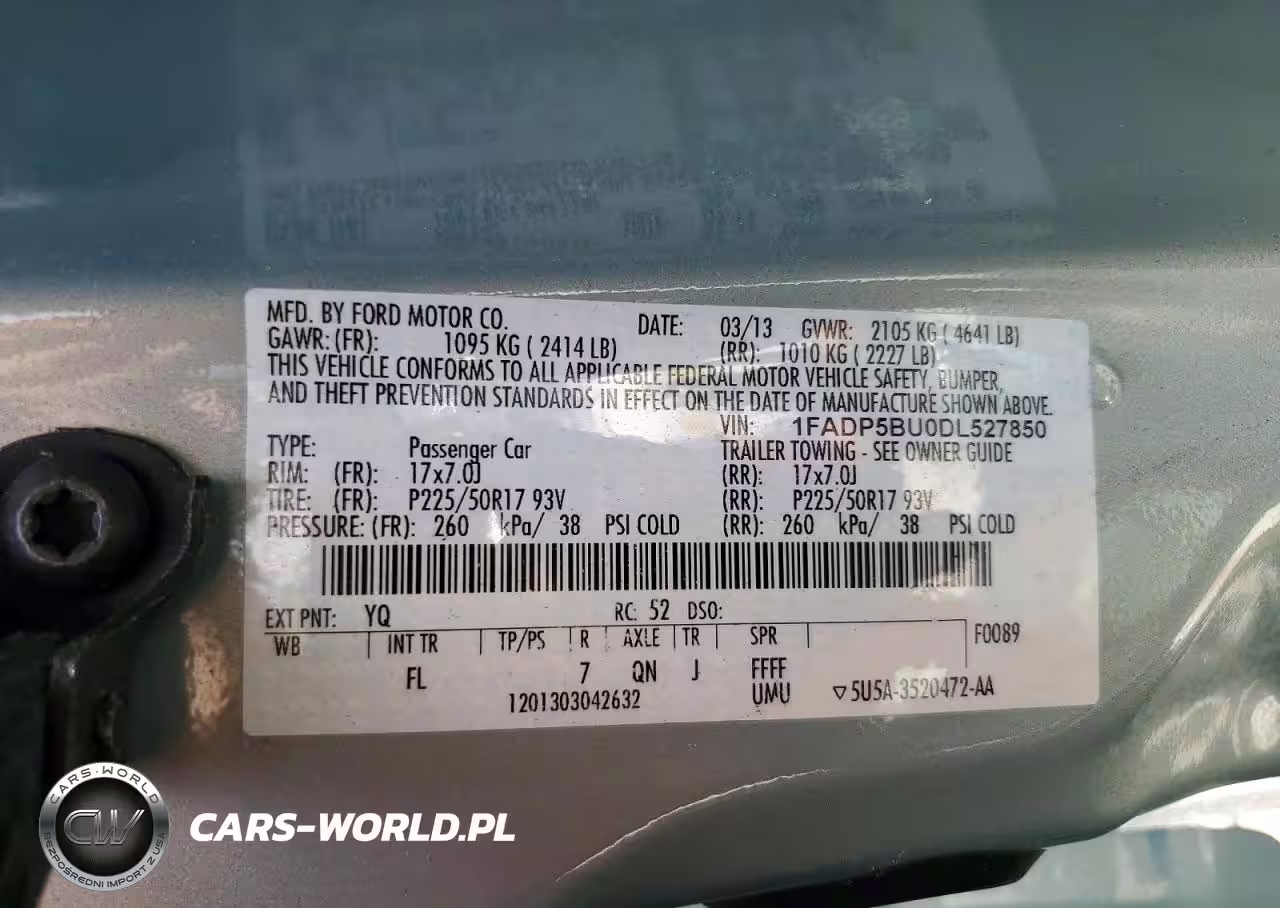 MFD. BY FORD MOTOR CO. DATE: 03/13 GVWR: 2105 KG ( 4641 LB)
GAWR: (FR): 1095 KG ( 2414 LB) (RR): 1010 KG ( 2227 LB)
THIS VEHICLE CONFORMS TO ALL APPLICABLE FEDERAL MOTOR VEHICLE SAFETY, BUMPER,
AND THEFT PREVENTION STANDARDS IN EFFECT ON THE DATE OF MANUFACTURE SHOWN ABOVE.
VIN: 1FADP5BU0DL527850
TYPE: Passenger Car TRAILER TOWING - SEE OWNER GUIDE
RIM: (FR): 17x7.0J (RR): 17x7.0J
TIRE: (FR): P225/50R17 93V (RR): P225/50R17 93V
PRESSURE: (FR): 260 kPa/ 38 PSI COLD (RR): 260 kPa/ 38 PSI COLD
EXT PNT: YQ RC: 52 DSO:
WB INT TR TP/PS R AXLE TR SPR F0089
FL 7 QN J FFFF
1201303042632 UMU ▽5U5A-3520472-AA
CARS-WORLD
CW
BEZPOŚREDNI IMPORT Z USA
CARS-WORLD.PL